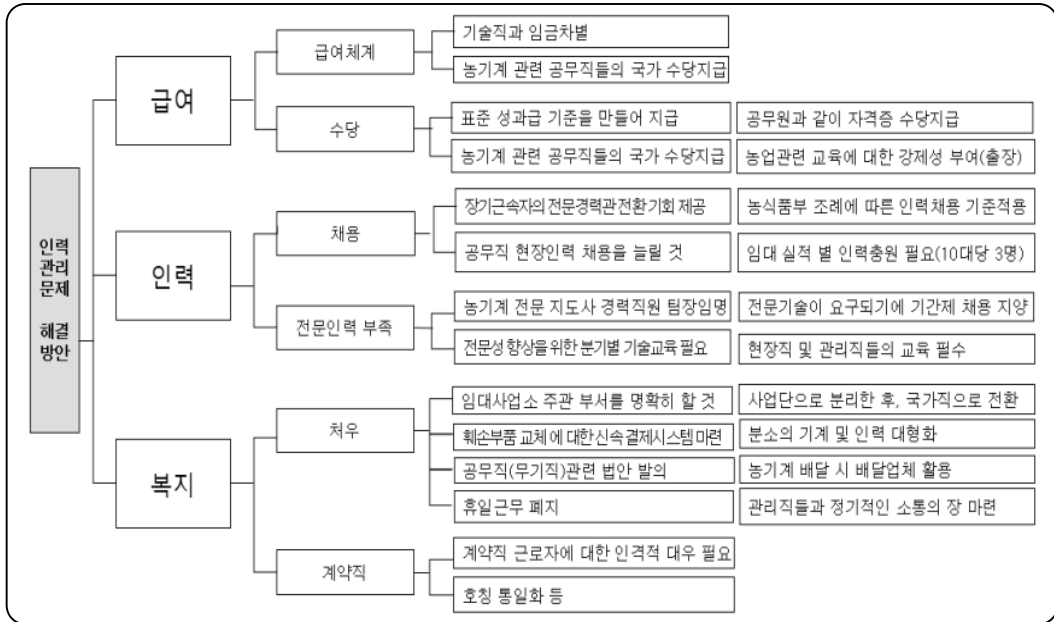 인력
관리
문제
해결
방안
급여
급여체계
기술직과 임금차별
농기계 관련 공무직들의 국가 수당지급
수당
표준 성과급 기준을 만들어 지급
공무원과 같이 자격증 수당지급
농기계 관련 공무직들의 국가 수당지급
농업관련 교육에 대한 강제성 부여(출장)
인력
채용
장기근속자의 전문경력관 전환 기회 제공
농식품부 조례에 따른 인력채용 기준적용
공무직 현장인력 채용을 늘릴 것
임대 실적 별 인력충원 필요(10대당 3명)
전문인력 부족
농기계 전문 지도사 경력직원 팀장임명
전문기술이 요구되기에 기간제 채용 지양
전문성 향상을 위한 분기별 기술교육 필요
현장직 및 관리직들의 교육 필수
복지
처우
임대사업소 주관 부서를 명확히 할 것
사업단으로 분리한 후, 국가직으로 전환
훼손부품 교체에 대한 신속 결제시스템 마련
분소의 기계 및 인력 대형화
공무직(무기직)관련 법안 발의
농기계 배달 시 배달업체 활용
휴일근무 폐지
관리직들과 정기적인 소통의 장 마련
계약직
계약직 근로자에 대한 인격적 대우 필요
호칭 통일화 등